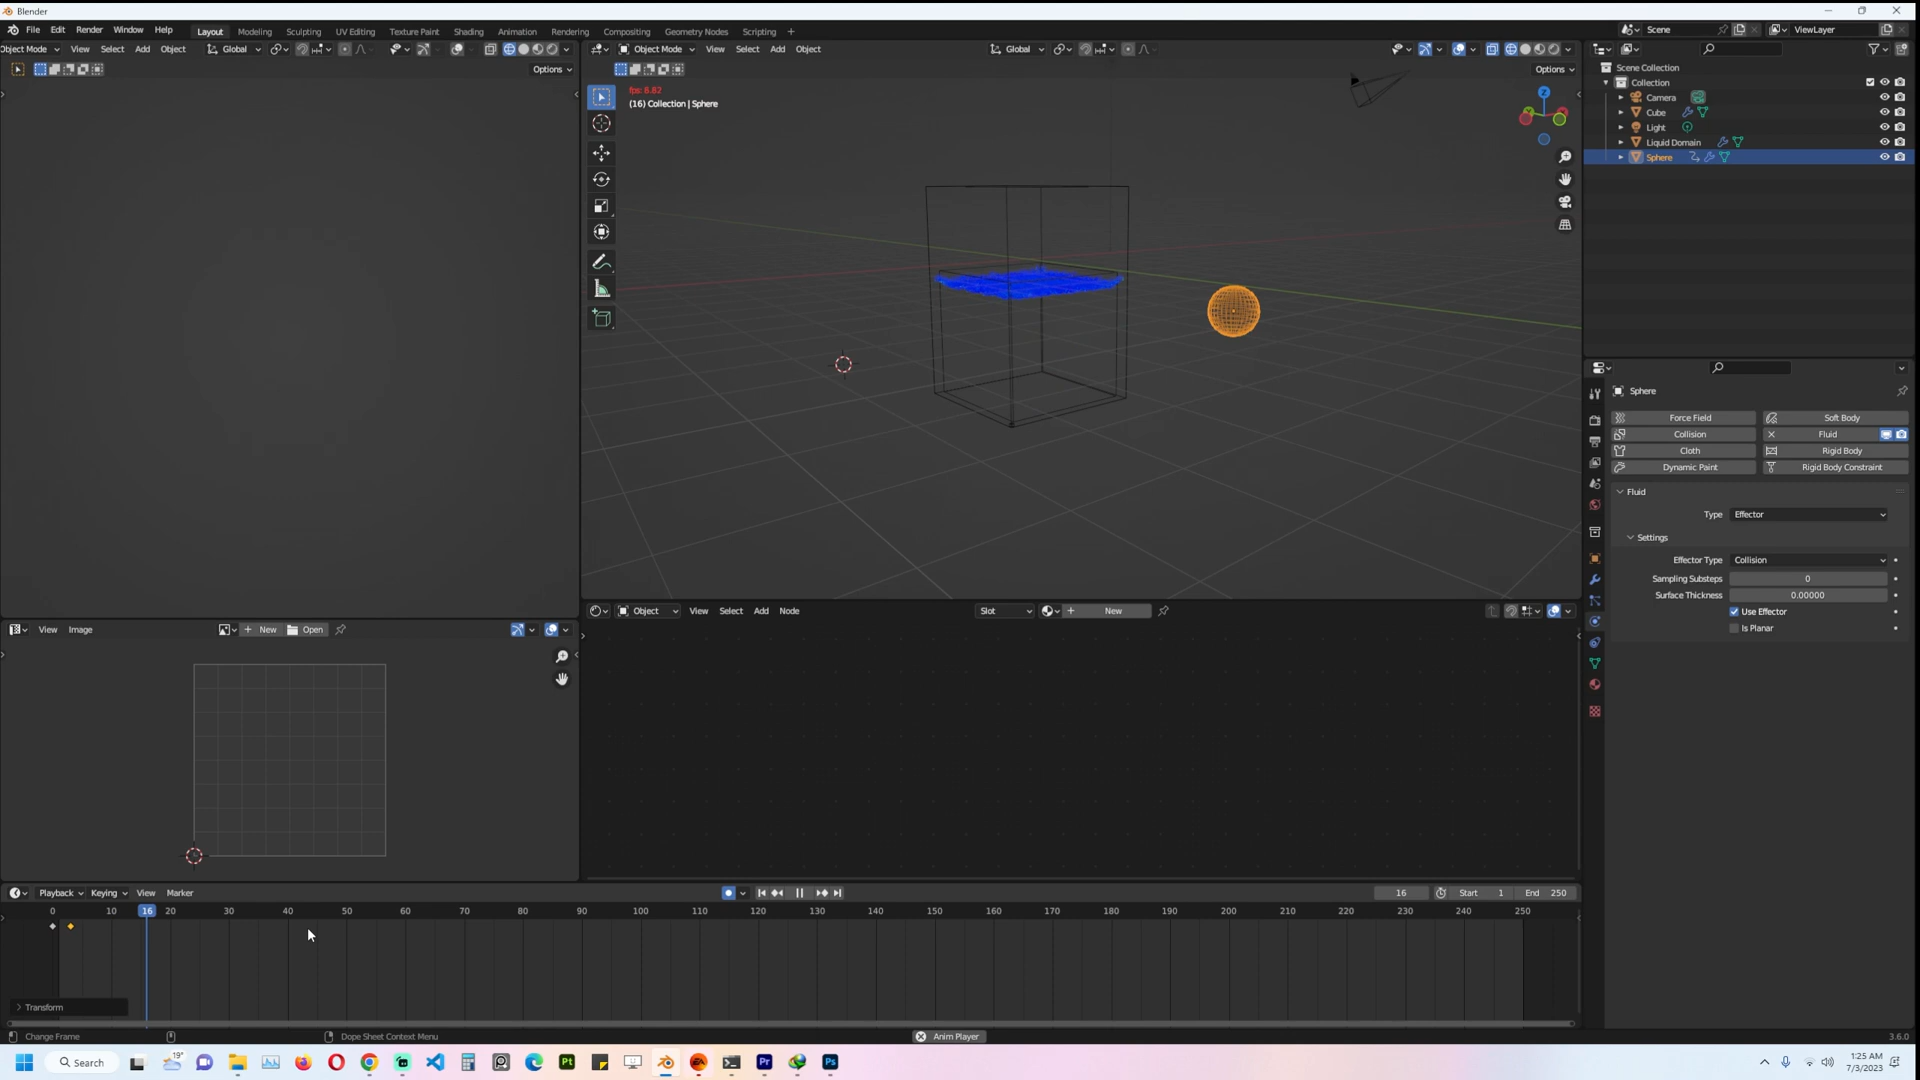 Blender
File Edit Render Window Help Layout Modeling Sculpting UV Editing Texture Paint Shading Animation Rendering Compositing Geometry Nodes Scripting + Scene ViewLayer
Object Mode View Select Add Object Global
Object Mode View Select Add Object Global
Options
Options
fps: 6.82
(16) Collection | Sphere
Z
Scene Collection
Collection
Camera
Cube
Light
Liquid Domain
Sphere
Sphere
Force Field Soft Body
Collision Fluid
Cloth Rigid Body
Dynamic Paint Rigid Body Constraint
Fluid
Type Effector
Settings
Effector Type Collision
Sampling Substeps 0
Surface Thickness 0.00000
Use Effector
Is Planar
Object View Select Add Node Slot New
View Image New Open
Playback Keying View Marker 16 Start 1 End 250
0 10 16 20 30 40 50 60 70 80 90 100 110 120 130 140 150 160 170 180 190 200 210 220 230 240 250
Transform
Change Frame Dope Sheet Context Menu Anim Player 3.6.0
Search 19° Pt Pr Ps
1:25 AM
7/3/2023